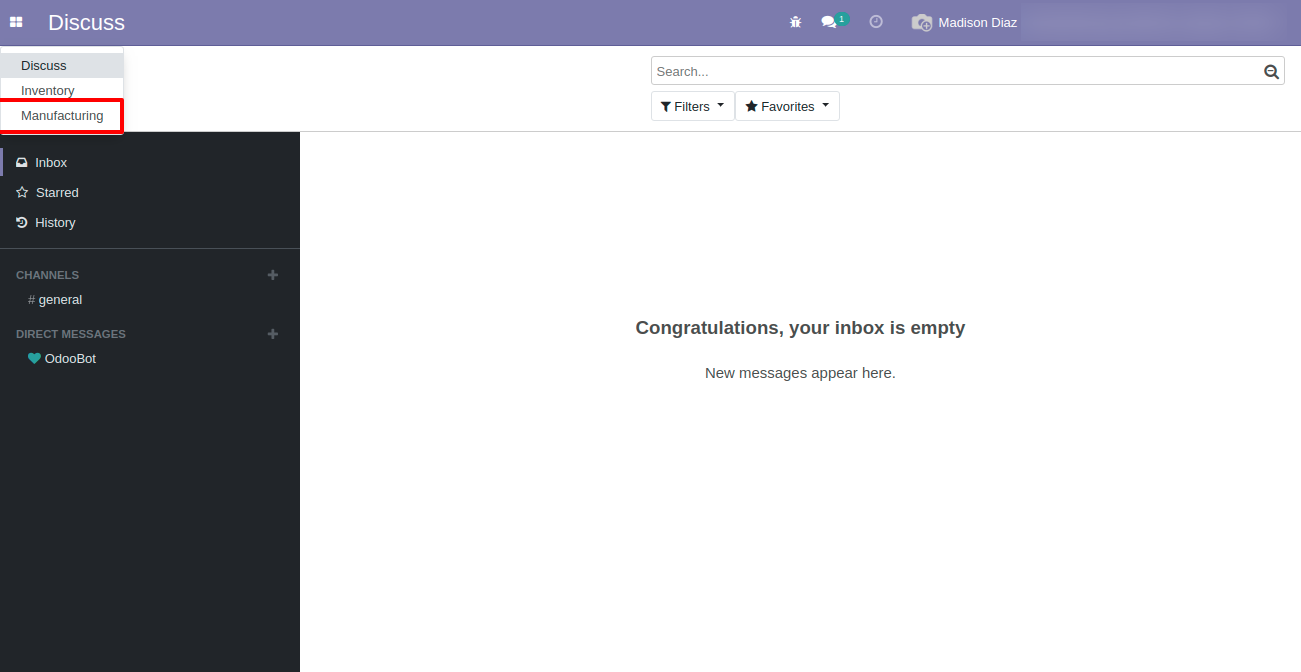 Discuss
1
Madison Diaz
Discuss
Inventory
Manufacturing
Search...
Filters
Favorites
Inbox
Starred
History
CHANNELS
# general
DIRECT MESSAGES
OdooBot
Congratulations, your inbox is empty
New messages appear here.